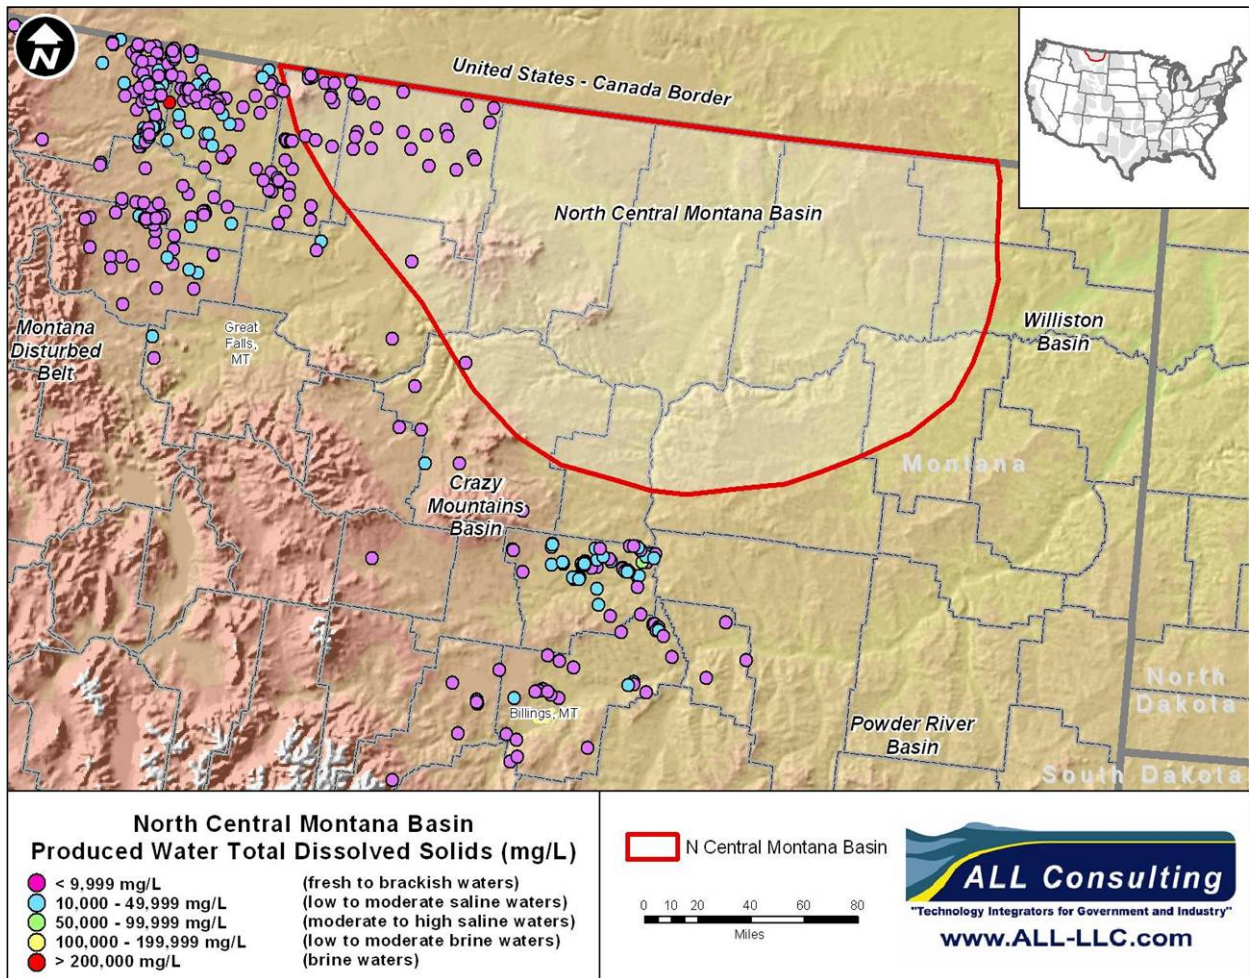 N
United States - Canada Border
North Central Montana Basin
Montana
Disturbed
Belt
Great
Falls,
MT
Williston
Basin
Montana
Crazy
Mountains
Basin
Billings, MT
Powder River
Basin
North
Dakota
South Dakota
North Central Montana Basin
Produced Water Total Dissolved Solids (mg/L)
< 9,999 mg/L (fresh to brackish waters)
10,000 - 49,999 mg/L (low to moderate saline waters)
50,000 - 99,999 mg/L (moderate to high saline waters)
100,000 - 199,999 mg/L (low to moderate brine waters)
> 200,000 mg/L (brine waters)
N Central Montana Basin
0 10 20 40 60 80
Miles
ALL Consulting
"Technology Integrators for Government and Industry"
www.ALL-LLC.com